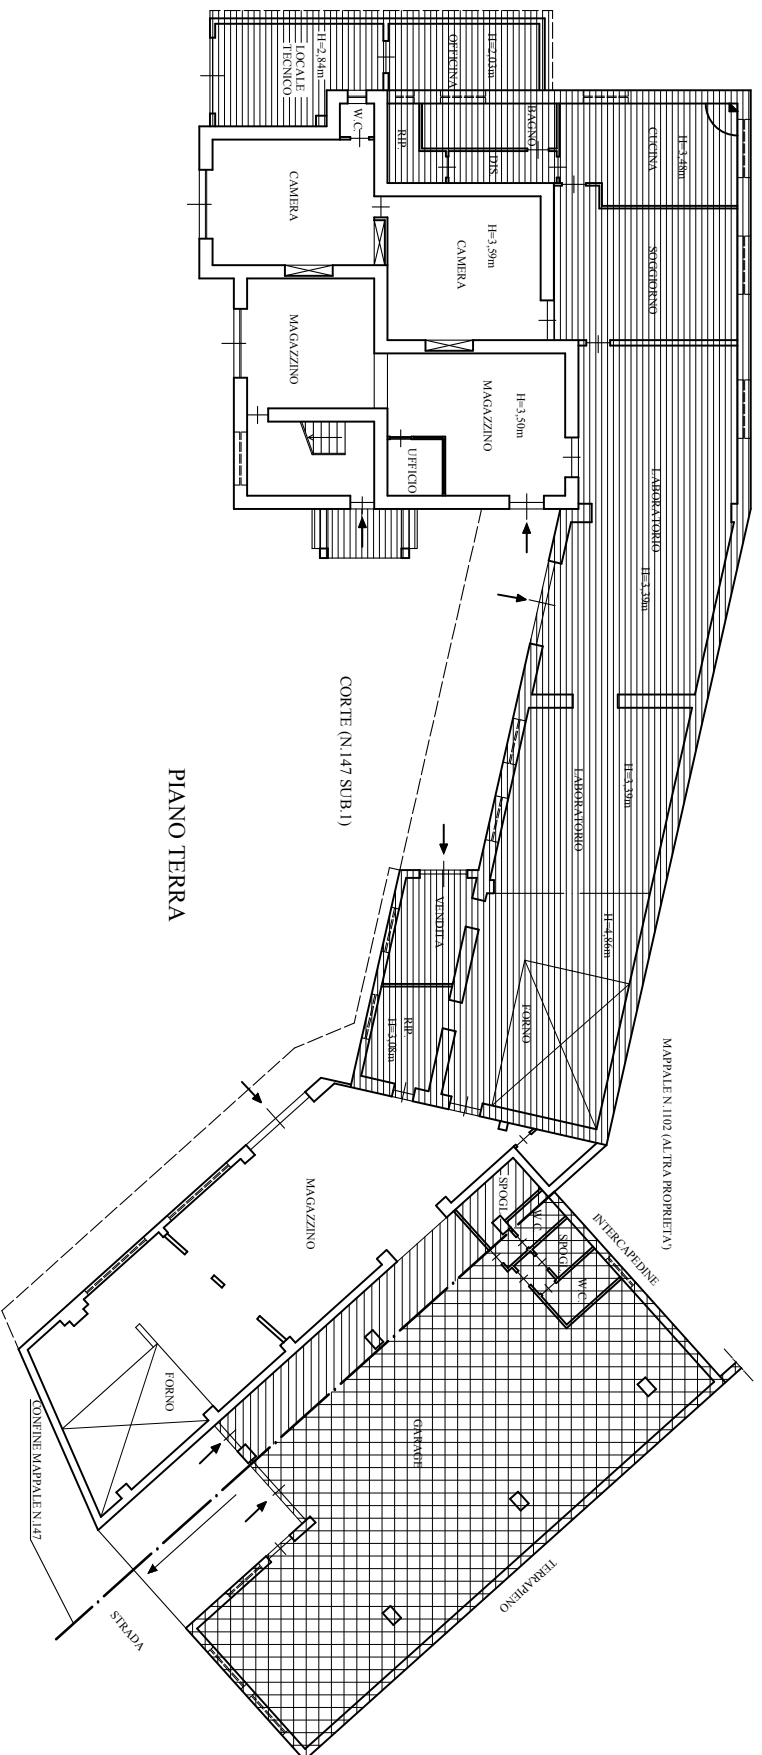 LOCALE
TECNICO
H=2,84m
OFFICINA
H=2,03m
W.C.
RIP.
BAGNO
DIS.
CUCINA
H=3,48m
CAMERA
CAMERA
H=3,59m
SOGGIORNO
MAGAZZINO
MAGAZZINO
H=3,50m
UFFICIO
LABORATORIO
H=3,39m
LABORATORIO
H=3,39m
H=4,86m
CORTE (N.147 SUB.1)
PIANO TERRA
VENDITA
RIP.
H=3,08m
FORNO
MAPPALE N.1102 (ALTRA PROPRIETA')
MAGAZZINO
SPOGL.
W.C.
SPOGL.
W.C.
INTERCAPEDINE
FORNO
GARAGE
CONFINE MAPPALE N.147
STRADA
TERRAPIENO